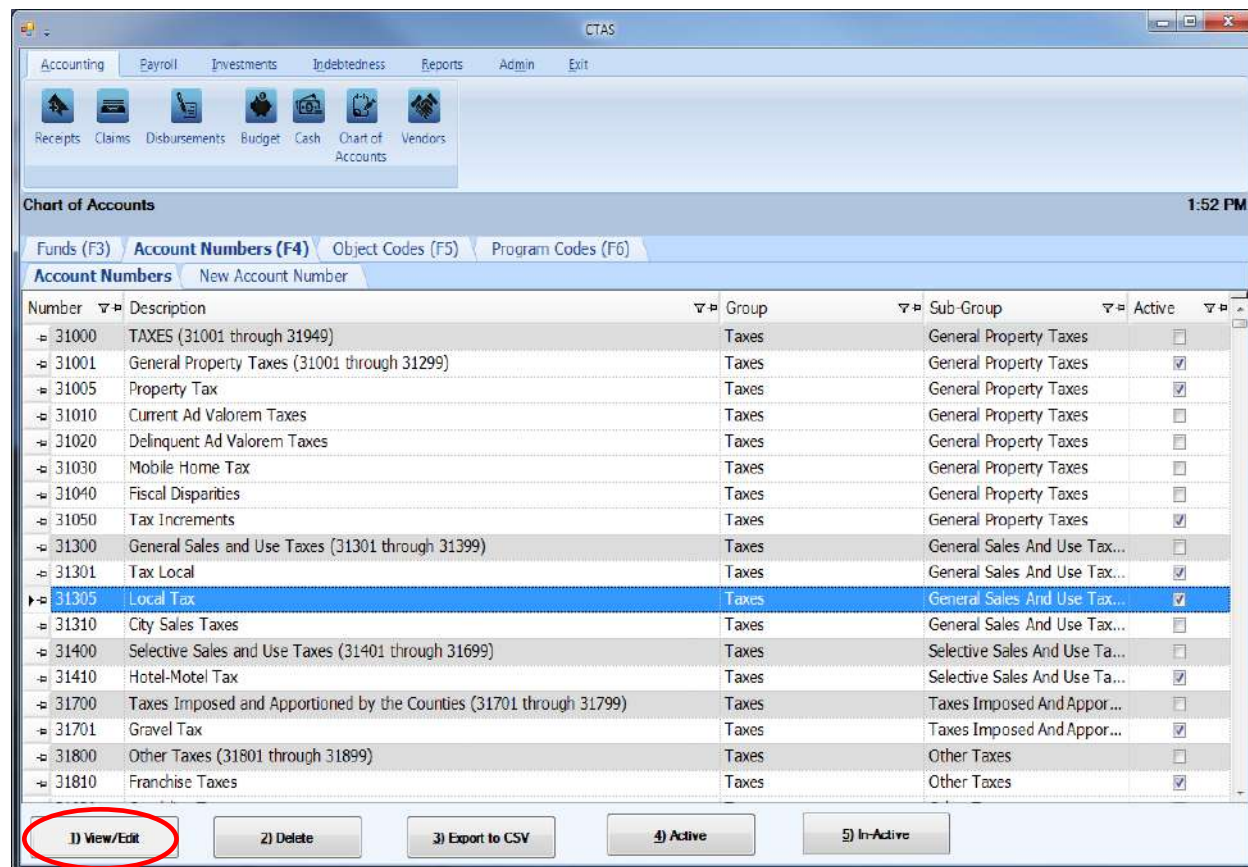 CTAS
Accounting Payroll Investments Indebtedness Reports Admin Exit
Receipts Claims Disbursements Budget Cash Chart of Accounts Vendors
Chart of Accounts 1:52 PM
Funds (F3) Account Numbers (F4) Object Codes (F5) Program Codes (F6)
Account Numbers New Account Number
Number Description Group Sub-Group Active
31000 TAXES (31001 through 31949) Taxes General Property Taxes
31001 General Property Taxes (31001 through 31299) Taxes General Property Taxes
31005 Property Tax Taxes General Property Taxes
31010 Current Ad Valorem Taxes Taxes General Property Taxes
31020 Delinquent Ad Valorem Taxes Taxes General Property Taxes
31030 Mobile Home Tax Taxes General Property Taxes
31040 Fiscal Disparities Taxes General Property Taxes
31050 Tax Increments Taxes General Property Taxes
31300 General Sales and Use Taxes (31301 through 31399) Taxes General Sales And Use Tax...
31301 Tax Local Taxes General Sales And Use Tax...
31305 Local Tax Taxes General Sales And Use Tax...
31310 City Sales Taxes Taxes General Sales And Use Tax...
31400 Selective Sales and Use Taxes (31401 through 31699) Taxes Selective Sales And Use Ta...
31410 Hotel-Motel Tax Taxes Selective Sales And Use Ta...
31700 Taxes Imposed and Apportioned by the Counties (31701 through 31799) Taxes Taxes Imposed And Appor...
31701 Gravel Tax Taxes Taxes Imposed And Appor...
31800 Other Taxes (31801 through 31899) Taxes Other Taxes
31810 Franchise Taxes Taxes Other Taxes
1) View/Edit 2) Delete 3) Export to CSV 4) Active 5) In-Active